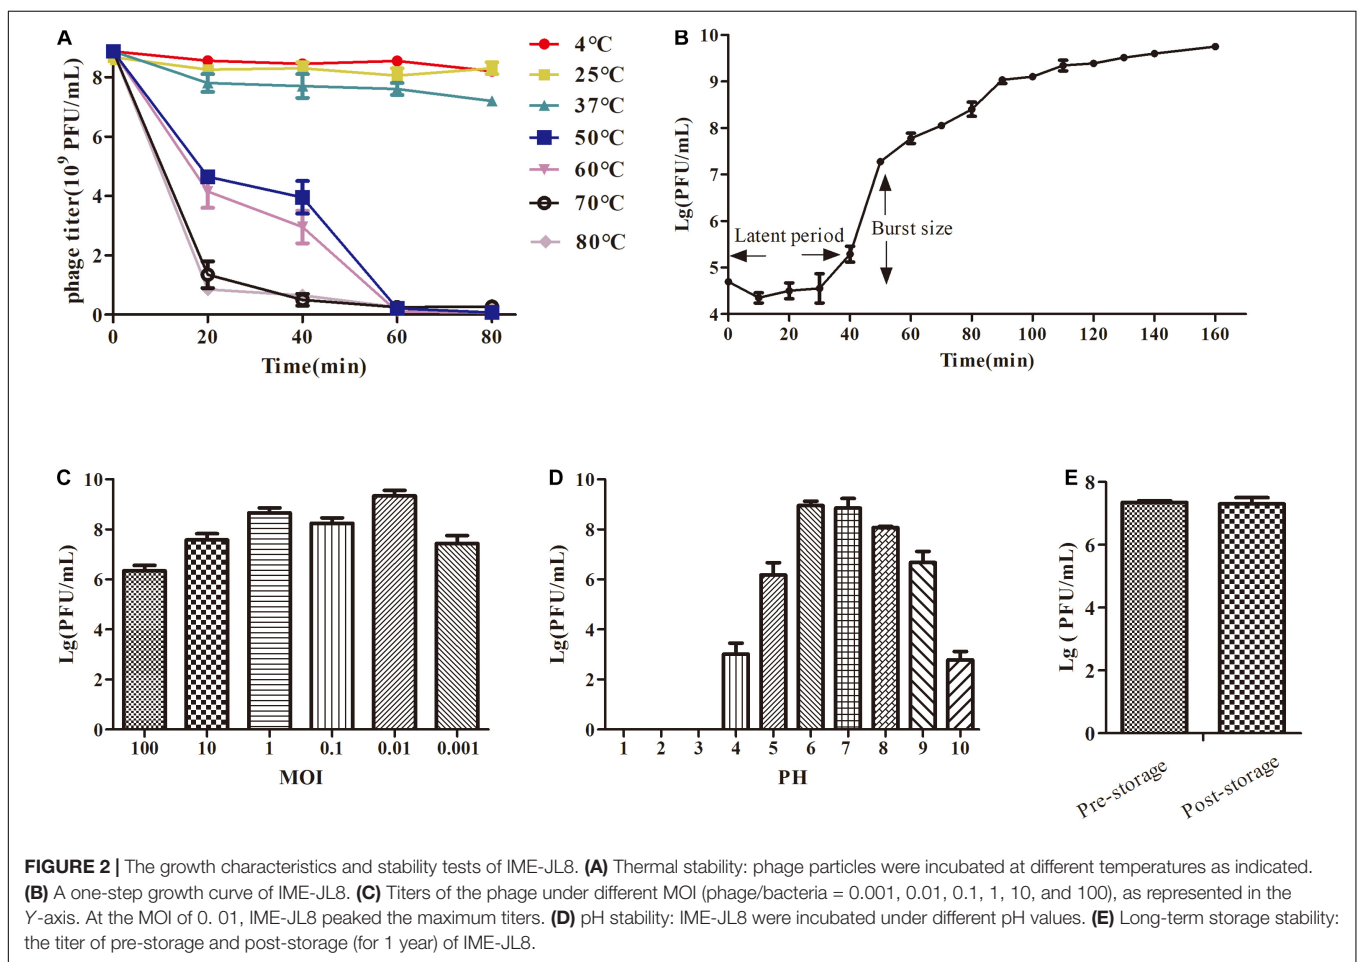 A
phage titer(10⁹ PFU/mL)
8
6
4
2
0
0 20 40 60 80
Time(min)
4°C
25°C
37°C
50°C
60°C
70°C
80°C
B
Lg(PFU/mL)
10
9
8
7
6
5
4
Latent period
Burst size
0 20 40 60 80 100 120 140 160
Time(min)
C
Lg(PFU/mL)
10
8
6
4
2
0
100 10 1 0.1 0.01 0.001
MOI
D
Lg(PFU/mL)
10
8
6
4
2
0
1 2 3 4 5 6 7 8 9 10
PH
E
Lg ( PFU/mL)
8
6
4
2
0
Pre-storage
Post-storage
FIGURE 2 | The growth characteristics and stability tests of IME-JL8. (A) Thermal stability: phage particles were incubated at different temperatures as indicated.
(B) A one-step growth curve of IME-JL8. (C) Titers of the phage under different MOI (phage/bacteria = 0.001, 0.01, 0.1, 1, 10, and 100), as represented in the
Y-axis. At the MOI of 0. 01, IME-JL8 peaked the maximum titers. (D) pH stability: IME-JL8 were incubated under different pH values. (E) Long-term storage stability:
the titer of pre-storage and post-storage (for 1 year) of IME-JL8.